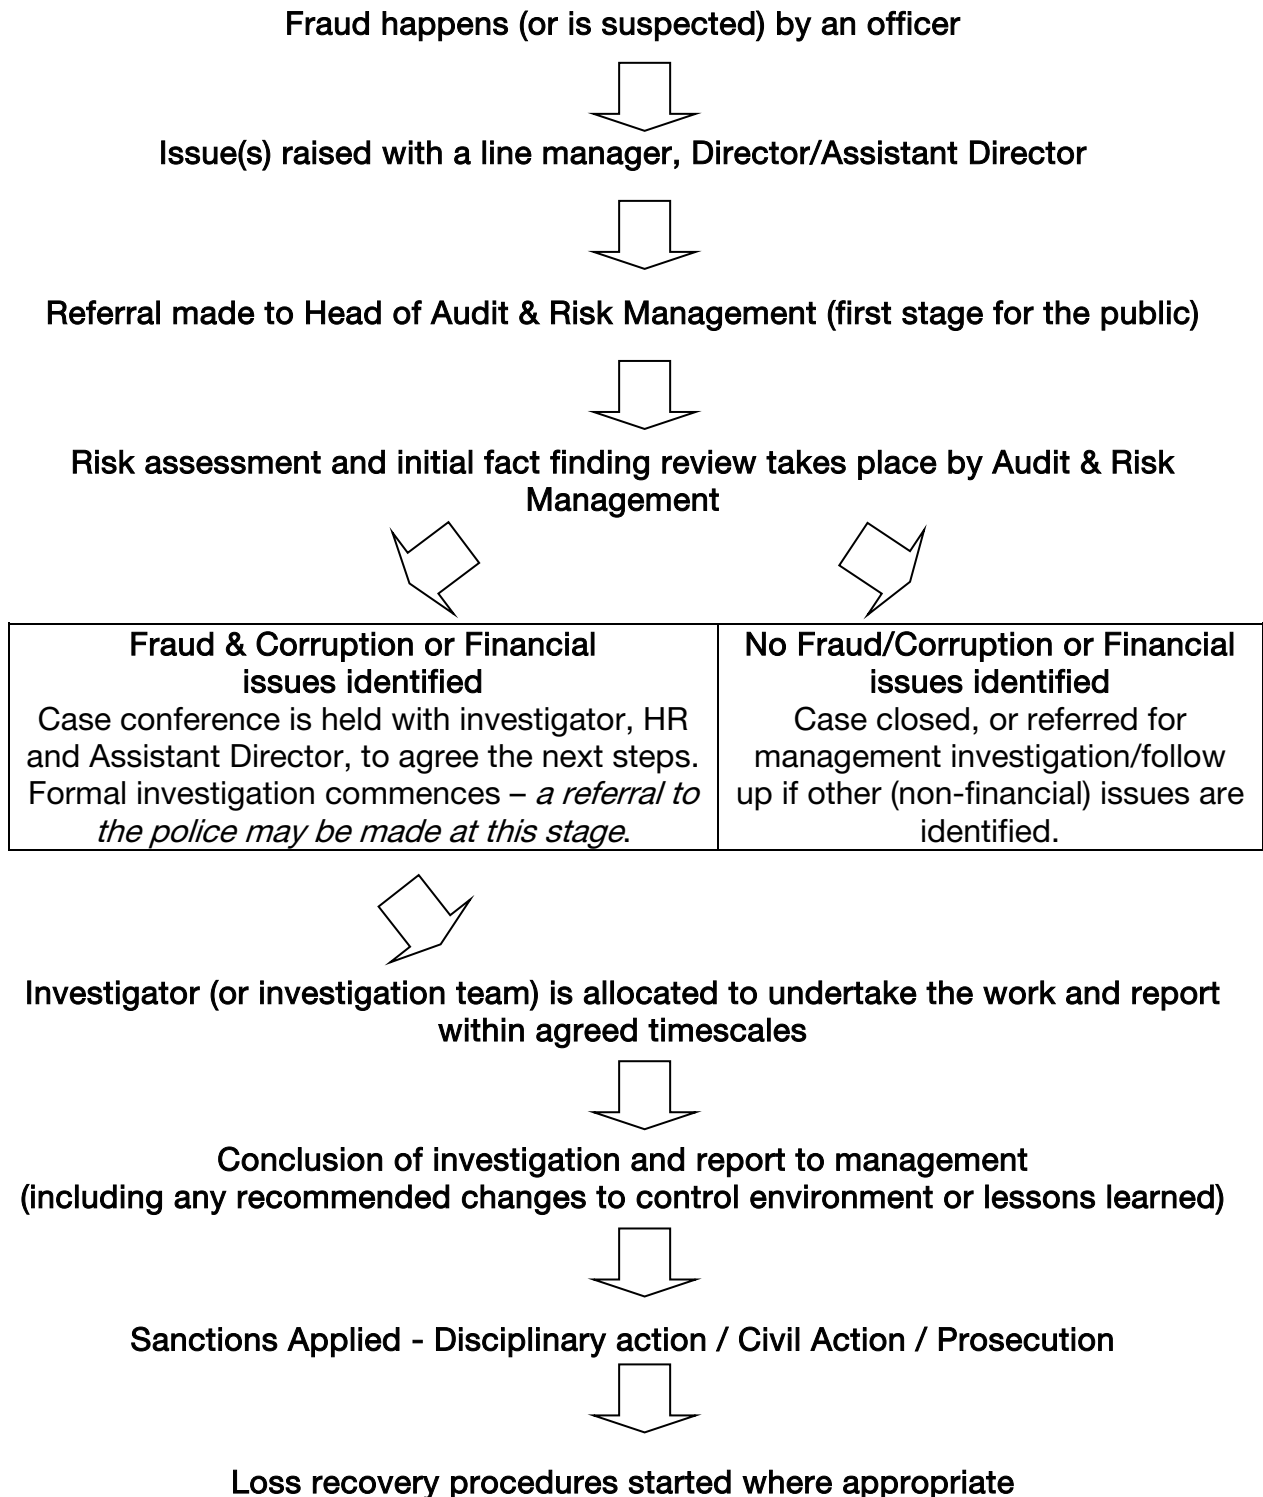 Fraud happens (or is suspected) by an officer
Issue(s) raised with a line manager, Director/Assistant Director
Referral made to Head of Audit & Risk Management (first stage for the public)
Risk assessment and initial fact finding review takes place by Audit & Risk
Management
Fraud & Corruption or Financial
issues identified
Case conference is held with investigator, HR
and Assistant Director, to agree the next steps.
Formal investigation commences – a referral to
the police may be made at this stage.
No Fraud/Corruption or Financial
issues identified
Case closed, or referred for
management investigation/follow
up if other (non-financial) issues are
identified.
Investigator (or investigation team) is allocated to undertake the work and report
within agreed timescales
Conclusion of investigation and report to management
(including any recommended changes to control environment or lessons learned)
Sanctions Applied - Disciplinary action / Civil Action / Prosecution
Loss recovery procedures started where appropriate